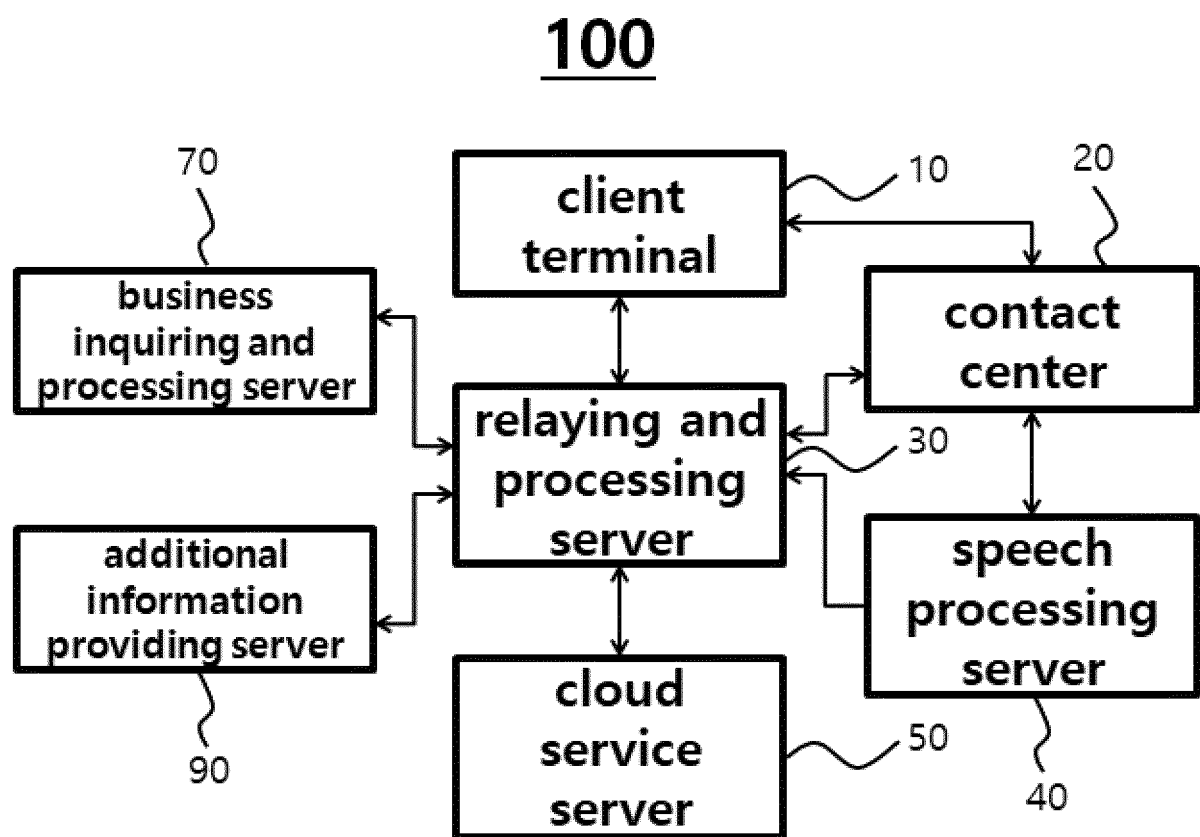 100
70
client
terminal
10
20
business
inquiring and
processing server
contact
center
relaying and
processing
server
30
additional
information
providing server
speech
processing
server
cloud
service
server
90
50
40